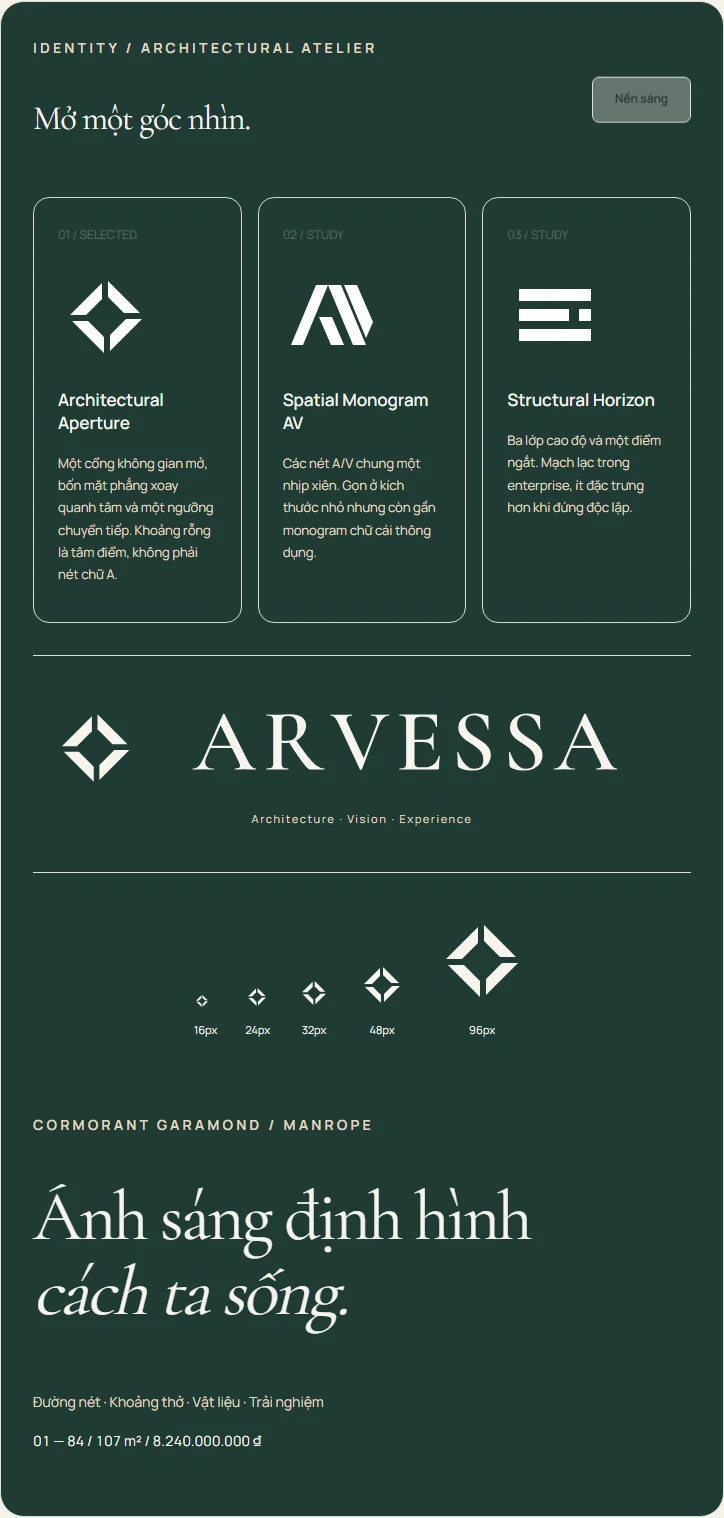 IDENTITY / ARCHITECTURAL ATELIER
Mở một góc nhìn.
Nền sáng
01 / SELECTED
Architectural
Aperture
Một cổng không gian mở,
bốn mặt phẳng xoay
quanh tâm và một ngưỡng
chuyển tiếp. Khoảng rỗng
là tâm điểm, không phải
nét chữ A.
02 / STUDY
Spatial Monogram
AV
Các nét A/V chung một
nhịp xiên. Gọn ở kích
thước nhỏ nhưng còn gần
monogram chữ cái thông
dụng.
03 / STUDY
Structural Horizon
Ba lớp cao độ và một điểm
ngắt. Mạch lạc trong
enterprise, ít đặc trưng
hơn khi đứng độc lập.
ARVESSA
Architecture · Vision · Experience
16px
24px
32px
48px
96px
CORMORANT GARAMOND / MANROPE
Ánh sáng định hình
cách ta sống.
Đường nét · Khoảng thở · Vật liệu · Trải nghiệm
01 — 84 / 107 m² / 8.240.000.000 ₫